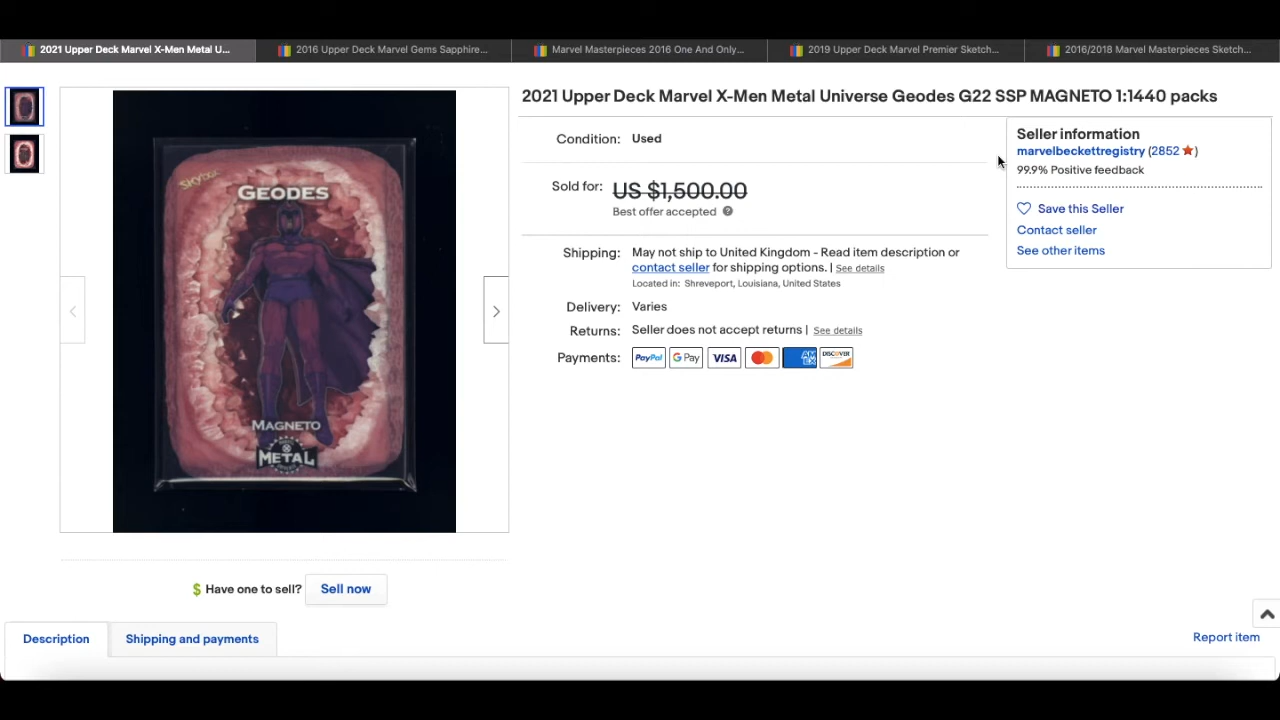 2021 Upper Deck Marvel X-Men Metal U...
2016 Upper Deck Marvel Gems Sapphire...
Marvel Masterpieces 2016 One And Only...
2019 Upper Deck Marvel Premier Sketch...
2016/2018 Marvel Masterpieces Sketch...
2021 Upper Deck Marvel X-Men Metal Universe Geodes G22 SSP MAGNETO 1:1440 packs
Condition: Used
Sold for: US $1,500.00
Best offer accepted ?
Shipping: May not ship to United Kingdom - Read item description or
contact seller for shipping options. | See details
Located in: Shreveport, Louisiana, United States
Delivery: Varies
Returns: Seller does not accept returns | See details
Payments: PayPal G Pay VISA AM EX DISCOVER
Seller information
marvelbeckettregistry (2852 ★)
99.9% Positive feedback
Save this Seller
Contact seller
See other items
SKYBOX
GEODES
MAGNETO
METAL
Have one to sell? Sell now
Description
Shipping and payments
Report item